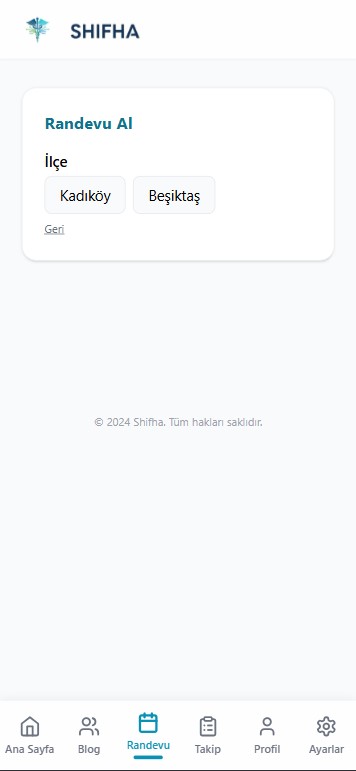 SHIFHA
Randevu Al
İlçe
Kadıköy Beşiktaş
Geri
© 2024 Shifha. Tüm hakları saklıdır.
Ana Sayfa Blog Randevu Takip Profil Ayarlar